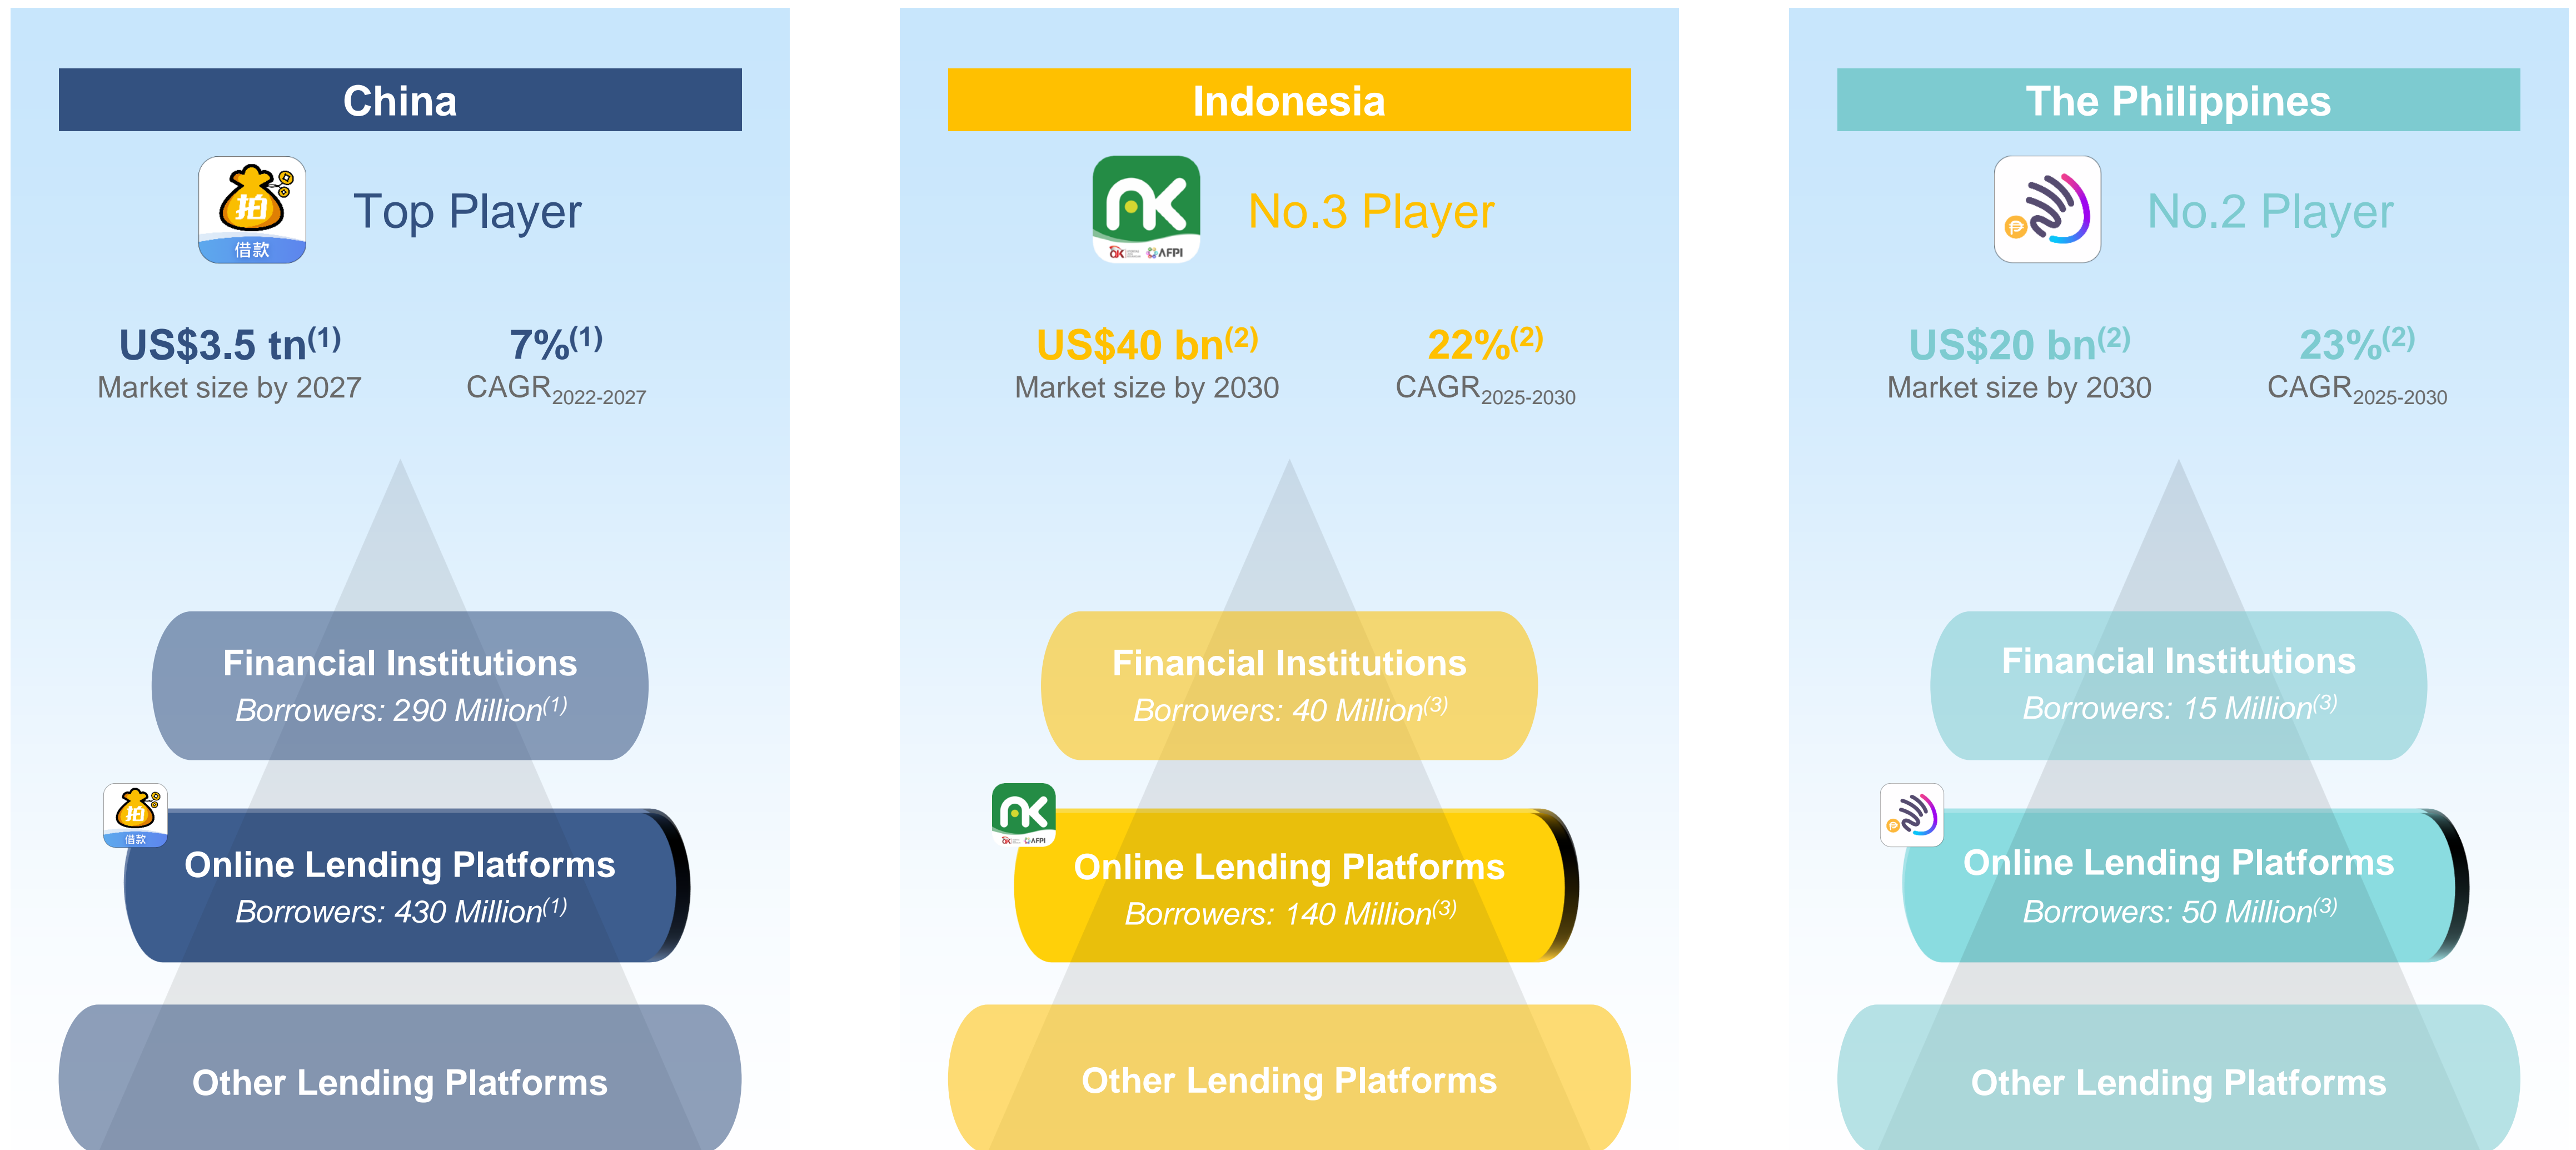 China
拍
借款
Top Player
US$3.5 tn(1)
Market size by 2027
7%(1)
CAGR2022-2027
Financial Institutions
Borrowers: 290 Million(1)
拍
借款
Online Lending Platforms
Borrowers: 430 Million(1)
Other Lending Platforms
Indonesia
AK
AFPI
No.3 Player
US$40 bn(2)
Market size by 2030
22%(2)
CAGR2025-2030
Financial Institutions
Borrowers: 40 Million(3)
AK
AFPI
Online Lending Platforms
Borrowers: 140 Million(3)
Other Lending Platforms
The Philippines
No.2 Player
US$20 bn(2)
Market size by 2030
23%(2)
CAGR2025-2030
Financial Institutions
Borrowers: 15 Million(3)
Online Lending Platforms
Borrowers: 50 Million(3)
Other Lending Platforms